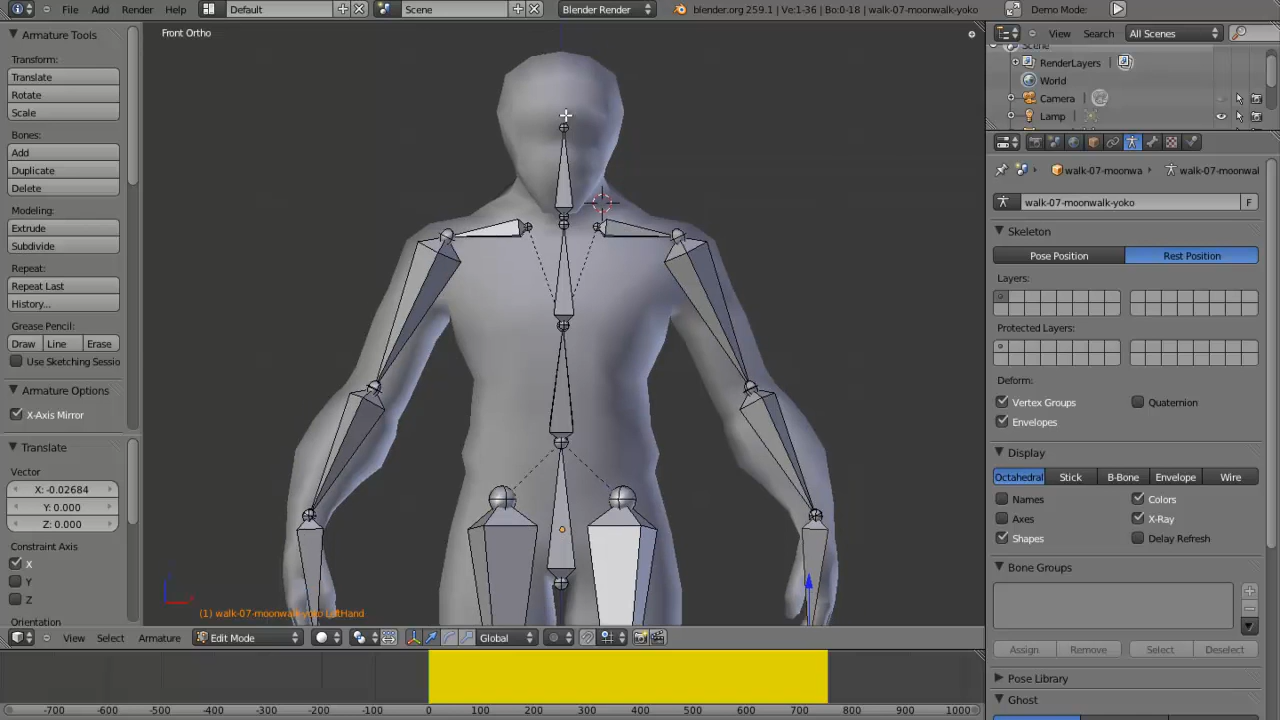 File Add Render Help Default Scene Blender Render blender.org 259.1 | Ve:1-36 | Bo:0-18 | walk-07-moonwalk-yoko Demo Mode:
Armature Tools
Transform:
Translate
Rotate
Scale
Bones:
Add
Duplicate
Delete
Modeling:
Extrude
Subdivide
Repeat:
Repeat Last
History...
Grease Pencil:
Draw Line Erase
Use Sketching Sessio
Armature Options
X-Axis Mirror
Translate
Vector
X: -0.02684
Y: 0.000
Z: 0.000
Constraint Axis
X
Y
Z
Orientation
Front Ortho
(1) walk-07-moonwalk-yoko LeftHand
View Select Armature Edit Mode Global
-700 -600 -500 -400 -300 -200 -100 0 100 200 300 400 500 600 700 800 900 1000
View Search All Scenes
Scene
RenderLayers
World
Camera
Lamp
walk-07-moonwa walk-07-moonwal
walk-07-moonwalk-yoko F
Skeleton
Pose Position Rest Position
Layers:
Protected Layers:
Deform:
Vertex Groups Quaternion
Envelopes
Display
Octahedral Stick B-Bone Envelope Wire
Names Colors
Axes X-Ray
Shapes Delay Refresh
Bone Groups
Assign Remove Select Deselect
Pose Library
Ghost